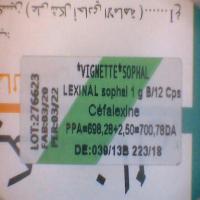 *VIGNETTE*SOPHAL
LEXINAL sophal 1 g B/12 Cps
Céfalexine
PPA=698,28+2,50=700,78DA
DE:039/13B 223/18
LOT:276623
FAB:03/20
PER:03/22